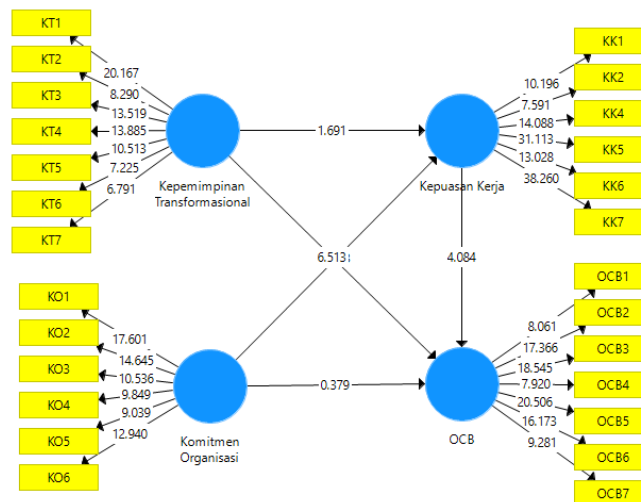 KT1
KT2
KT3
KT4
KT5
KT6
KT7
20.167
8.290
13.519
13.885
10.513
7.225
6.791
Kepemimpinan
Transformasional
1.691
KK1
KK2
KK4
KK5
KK6
KK7
10.196
7.591
14.088
31.113
13.028
38.260
Kepuasan Kerja
6.513
4.084
KO1
KO2
KO3
KO4
KO5
KO6
17.601
14.645
10.536
9.849
9.039
12.940
Komitmen
Organisasi
0.379
OCB1
OCB2
OCB3
OCB4
OCB5
OCB6
OCB7
8.061
17.366
18.545
7.920
20.506
16.173
9.281
OCB